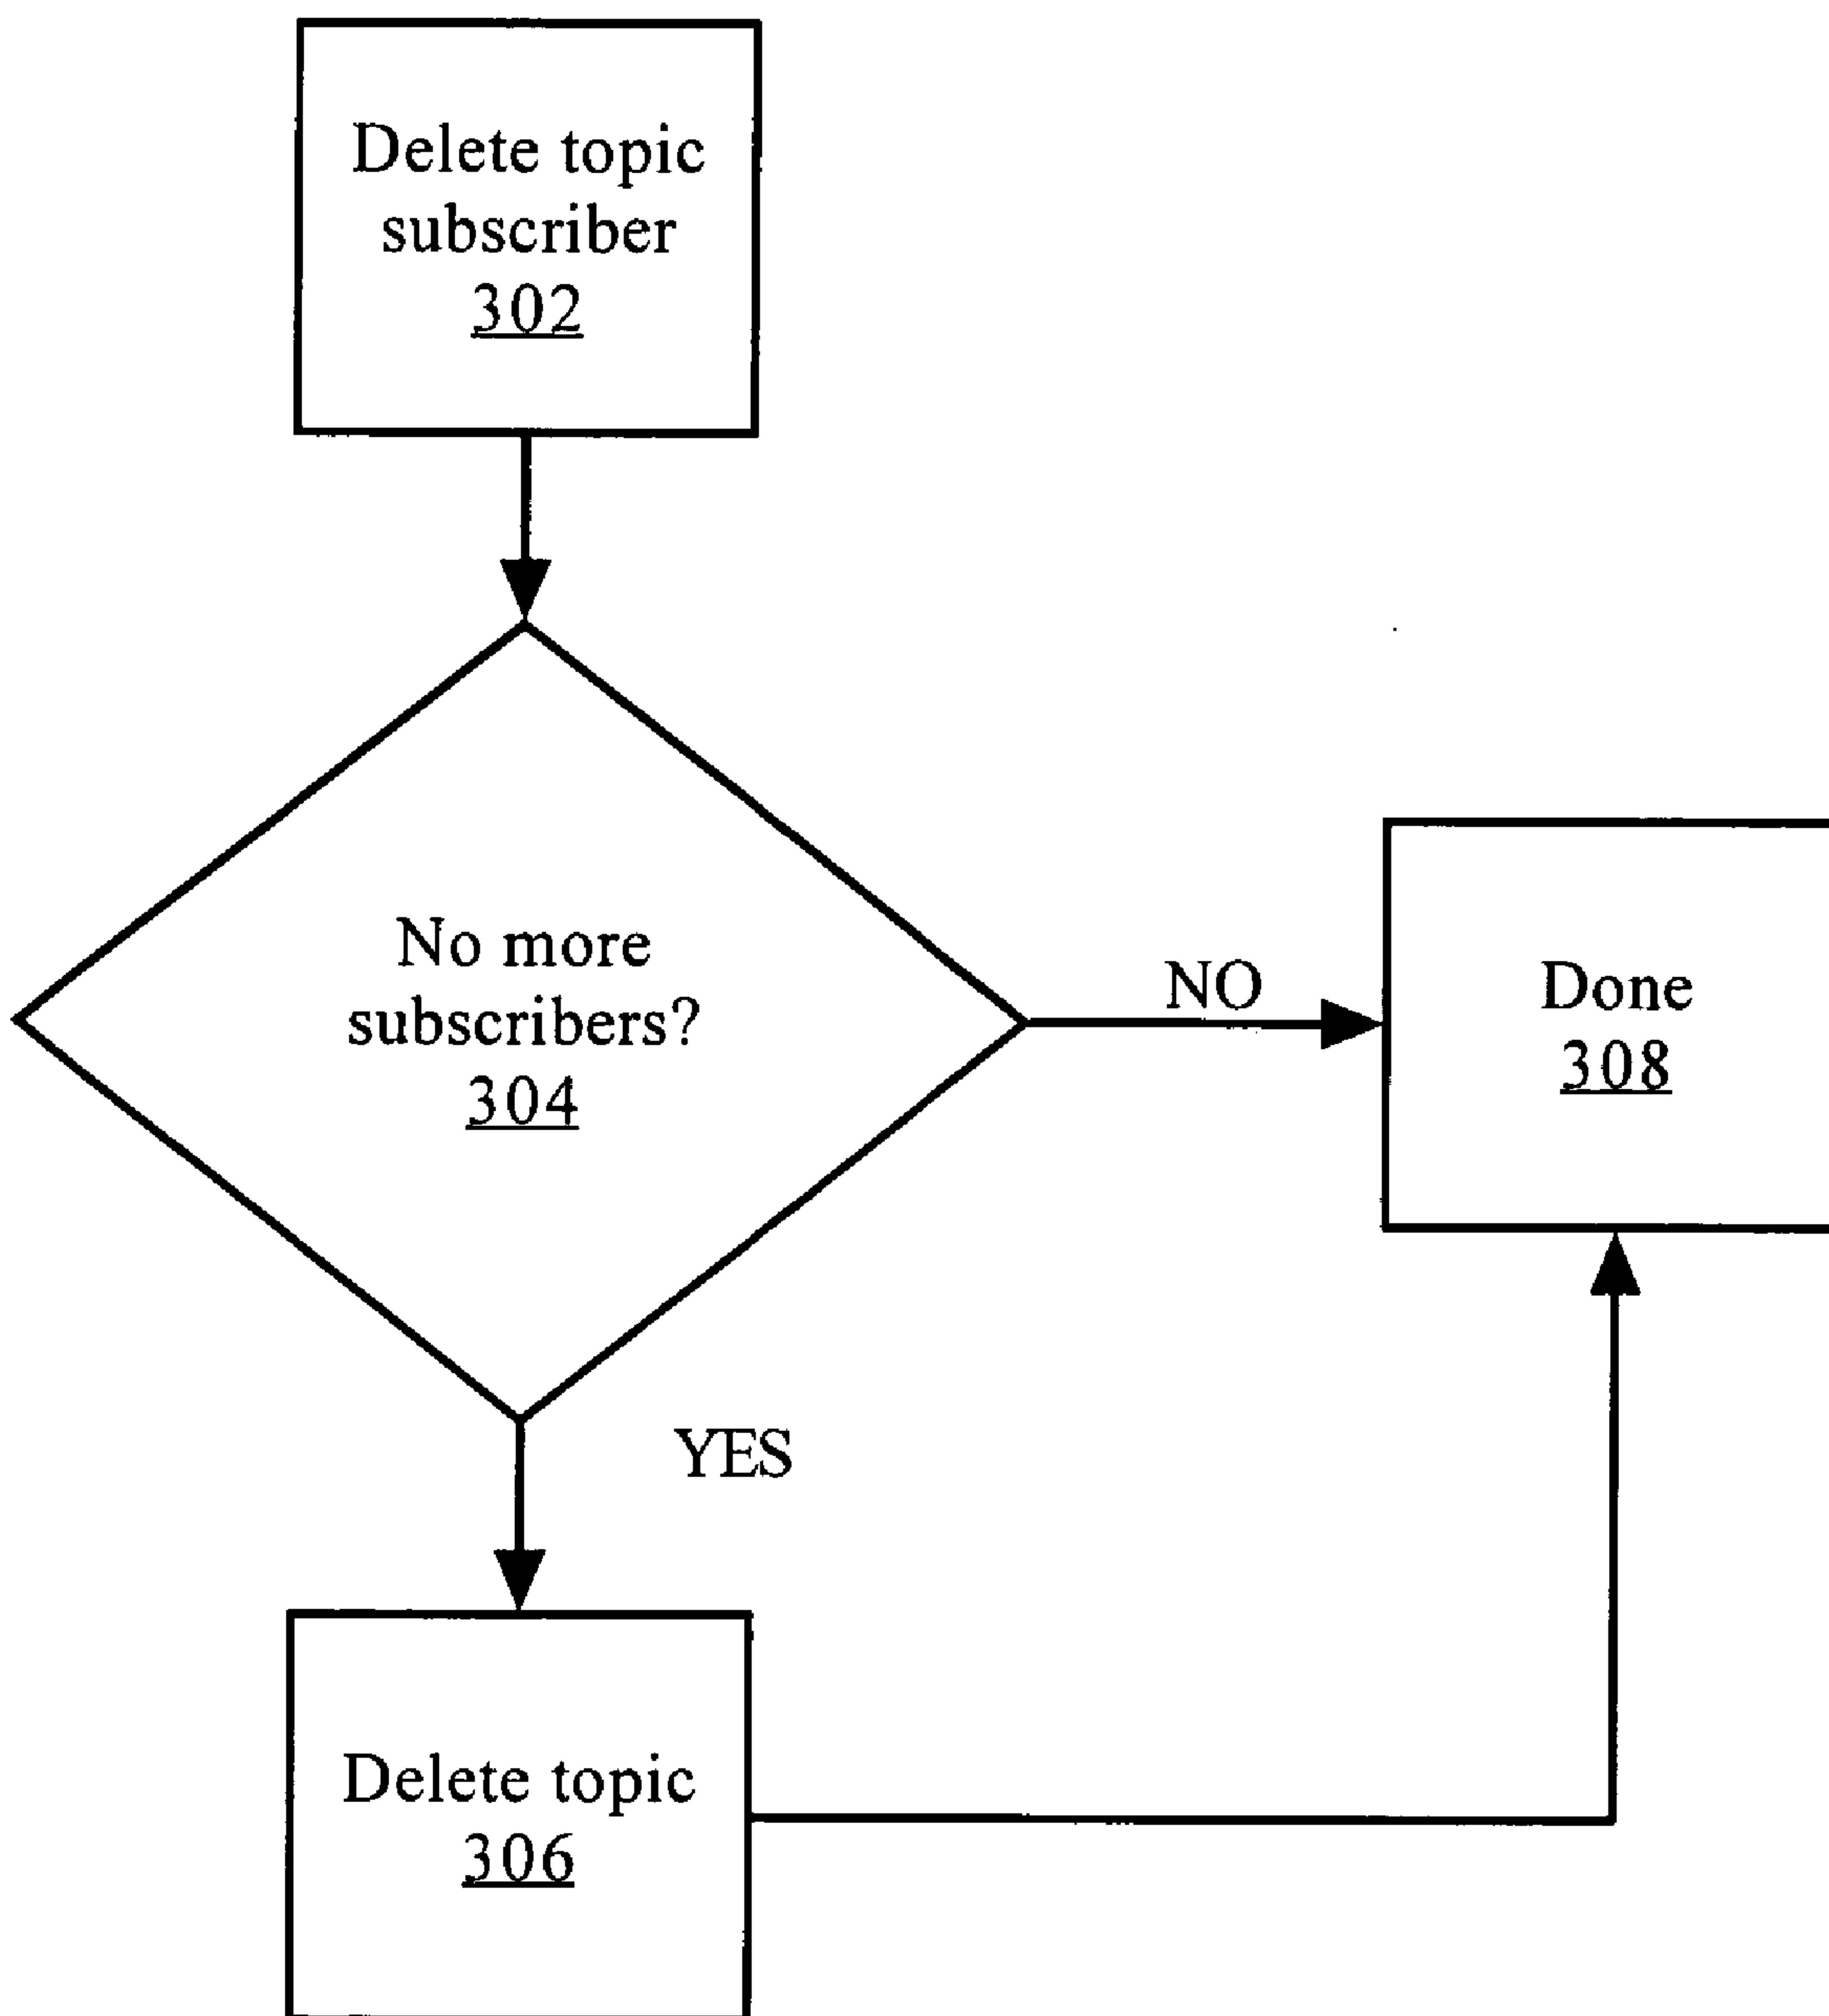 Delete topic
subscriber
302
No more
subscribers?
304
NO
Done
308
YES
Delete topic
306